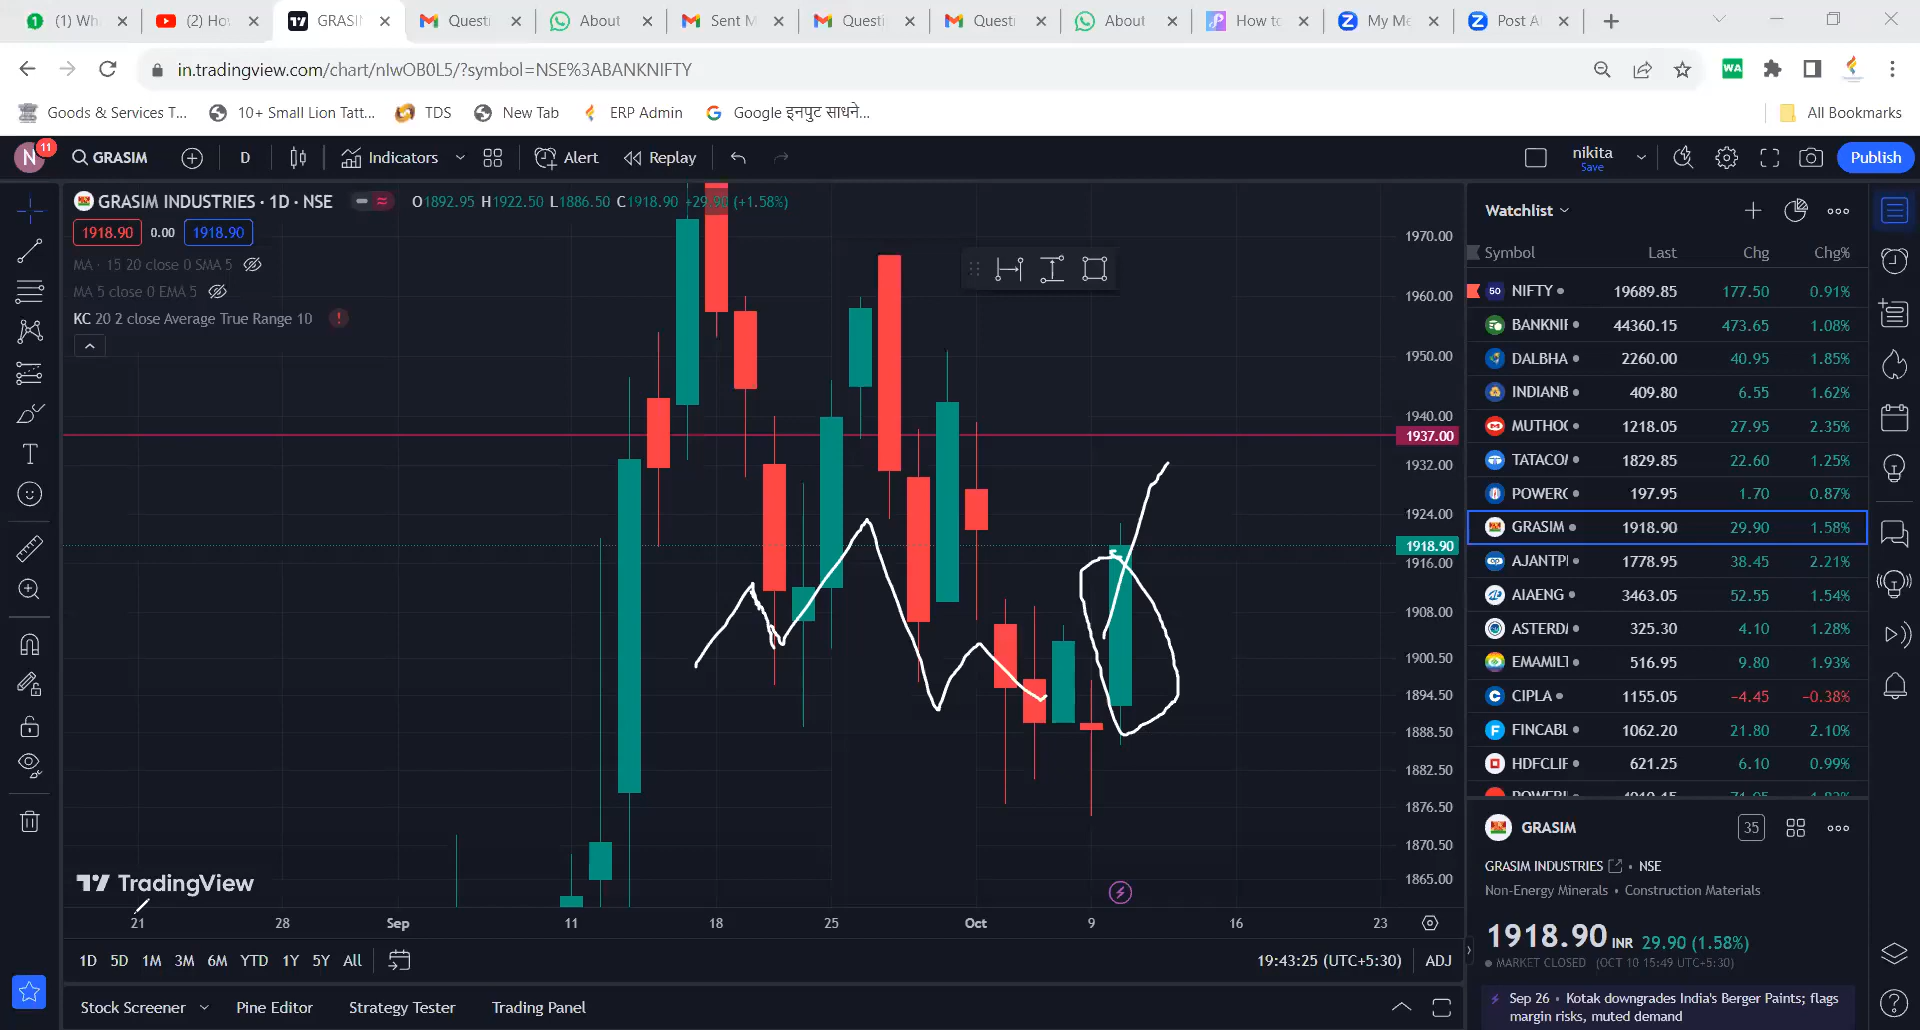 (1) Wh
(2) Ho
GRASIM
Questi
About
Sent M
Questi
Questi
About
How to
My Me
Post A
in.tradingview.com/chart/nIwOB0L5/?symbol=NSE%3ABANKNIFTY
WA
Goods & Services T...
10+ Small Lion Tatt...
TDS
New Tab
ERP Admin
Google इनपुट साधने...
All Bookmarks
N
11
GRASIM
D
Indicators
Alert
Replay
nikita
Save
Publish
GRASIM INDUSTRIES · 1D · NSE
O1892.95 H1922.50 L1886.50 C1918.90 +29.90 (+1.58%)
1918.90
0.00
1918.90
MA · 15 20 close 0 SMA 5
MA 5 close 0 EMA 5
KC 20 2 close Average True Range 10
1970.00
1960.00
1950.00
1940.00
1937.00
1932.00
1924.00
1918.90
1916.00
1908.00
1900.50
1894.50
1888.50
1882.50
1876.50
1870.50
1865.00
TradingView
21 28 Sep 11 18 25 Oct 9 16 23
1D 5D 1M 3M 6M YTD 1Y 5Y All
19:43:25 (UTC+5:30)
ADJ
Stock Screener
Pine Editor
Strategy Tester
Trading Panel
Watchlist
Symbol Last Chg Chg%
50 NIFTY 19689.85 177.50 0.91%
BANKNIF 44360.15 473.65 1.08%
DALBHA 2260.00 40.95 1.85%
INDIANB 409.80 6.55 1.62%
MUTHOO 1218.05 27.95 2.35%
TATACOM 1829.85 22.60 1.25%
POWERG 197.95 1.70 0.87%
GRASIM 1918.90 29.90 1.58%
AJANTPH 1778.95 38.45 2.21%
AIAENG 3463.05 52.55 1.54%
ASTERDM 325.30 4.10 1.28%
EMAMILT 516.95 9.80 1.93%
CIPLA 1155.05 −4.45 −0.38%
FINCABL 1062.20 21.80 2.10%
HDFCLIF 621.25 6.10 0.99%
GRASIM
35
GRASIM INDUSTRIES · NSE
Non-Energy Minerals · Construction Materials
1918.90 INR 29.90 (1.58%)
MARKET CLOSED (OCT 10 15:49 UTC+5:30)
Sep 26 · Kotak downgrades India's Berger Paints; flags
margin risks, muted demand